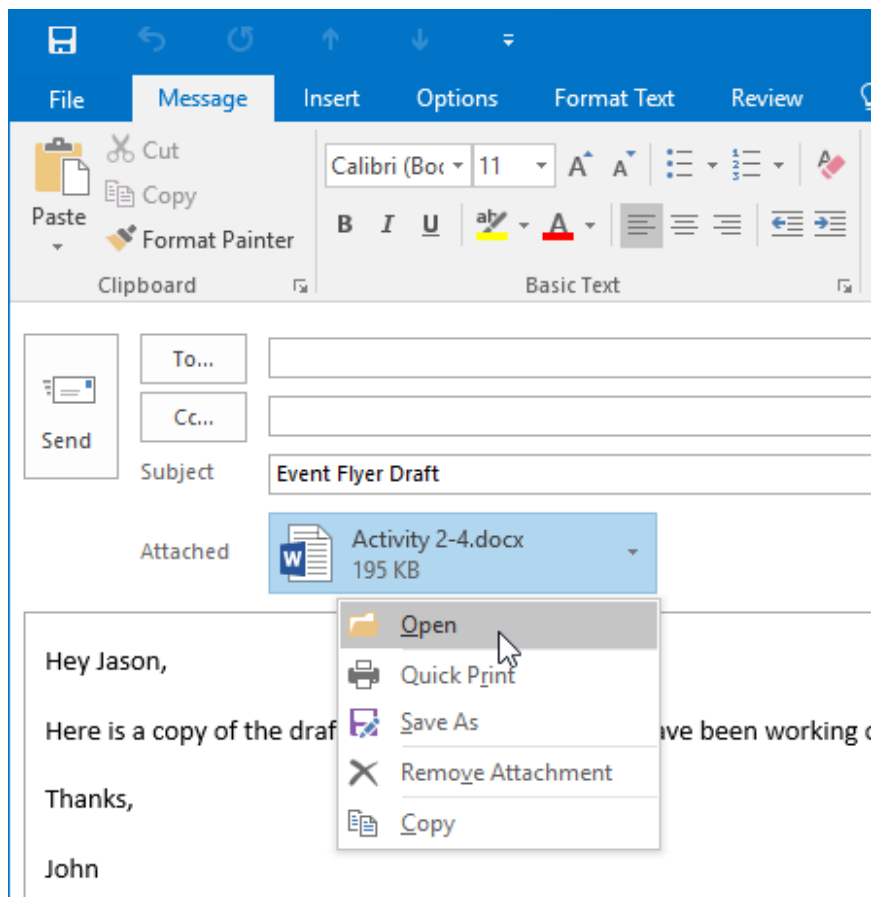 File Message Insert Options Format Text Review
Cut
Calibri (Boc 11
Copy
Paste
Format Painter
B I U
Clipboard Basic Text
To...
Cc...
Send
Subject Event Flyer Draft
Attached Activity 2-4.docx
195 KB
Open
Hey Jason,
Quick Print
Save As
Here is a copy of the ave been working
Remove Attachment
Thanks,
Copy
John